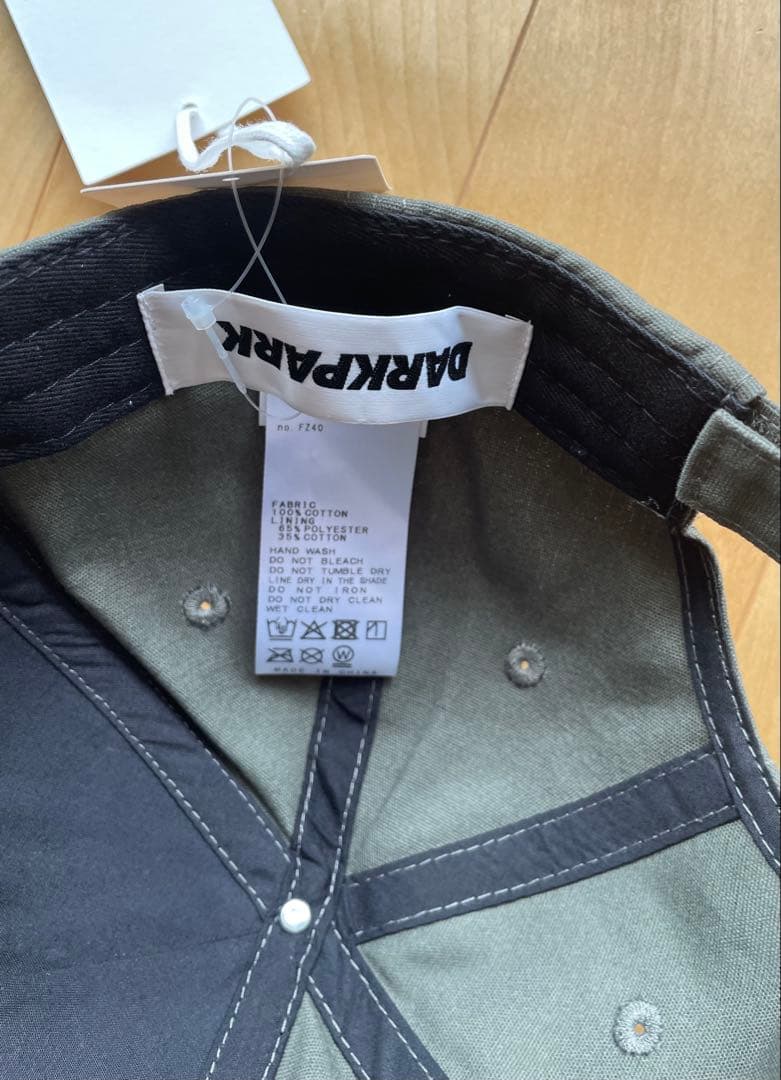 DARKPARK
no. FZ40
FABRIC
100% COTTON
LINING
65% POLYESTER
35% COTTON
HAND WASH
DO NOT BLEACH
DO NOT TUMBLE DRY
LINE DRY IN THE SHADE
DO NOT IRON
DO NOT DRY CLEAN
WET CLEAN
W
MADE IN CHINA